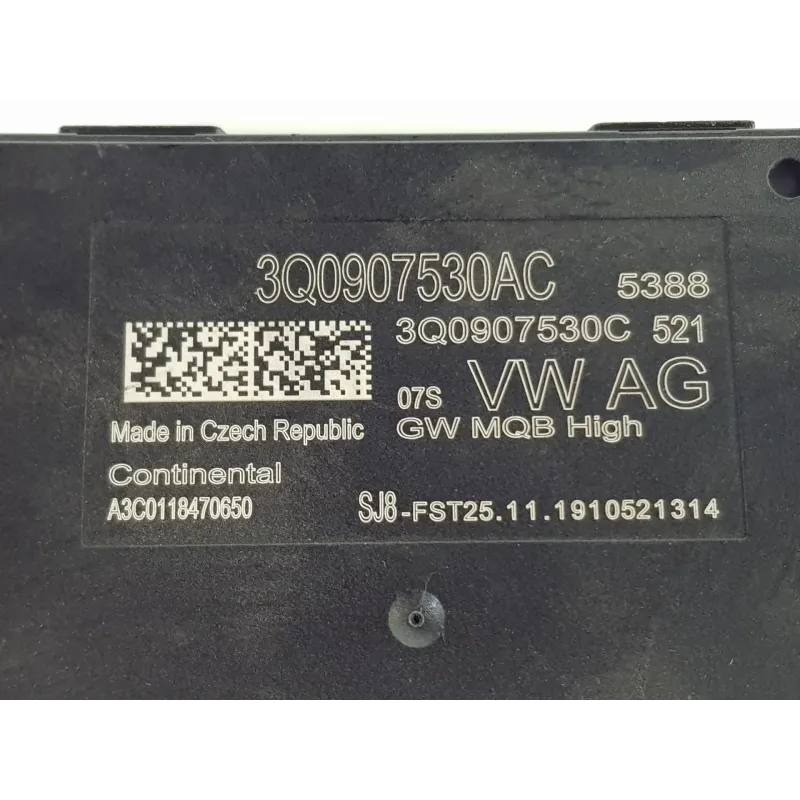 3Q0907530AC 5388
3Q0907530C 521
07S VW AG
Made in Czech Republic GW MQB High
Continental
A3C0118470650 SJ8-FST25.11.1910521314